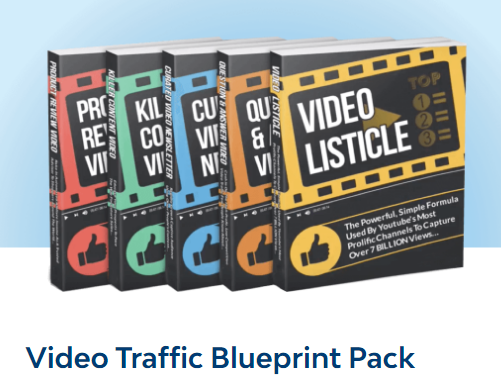 PRODUCT REVIEW VIDEO
PRO
RE
VID
KILLER CONTENT VIDEO
KIL
CO
VI
CURATED VIDEO NEWSLETTER
CU
VI
N
QUESTION & ANSWER VIDEO
QU
&
V
VIDEO LISTICLE
VIDEO
LISTICLE
TOP
1
2
3
The Powerful, Simple Formula
Used By Youtube's Most
Prolific Channels To Capture
Over 7 BILLION Views...
Video Traffic Blueprint Pack